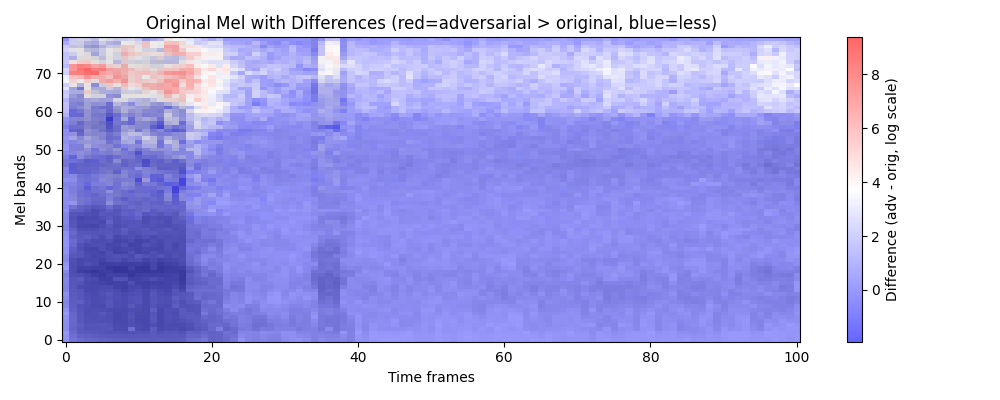 Original Mel with Differences (red=adversarial > original, blue=less)
Mel bands
70
60
50
40
30
20
10
0
0 20 40 60 80 100
Time frames
8
6
4
2
0
Difference (adv - orig, log scale)